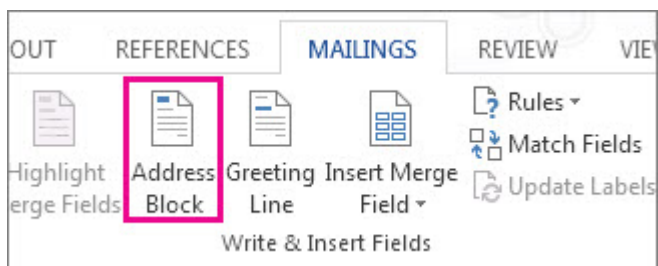 OUT REFERENCES MAILINGS REVIEW VIE
Highlight
erge Fields
Address
Block
Greeting
Line
Insert Merge
Field
Rules
Match Fields
Update Labels
Write & Insert Fields